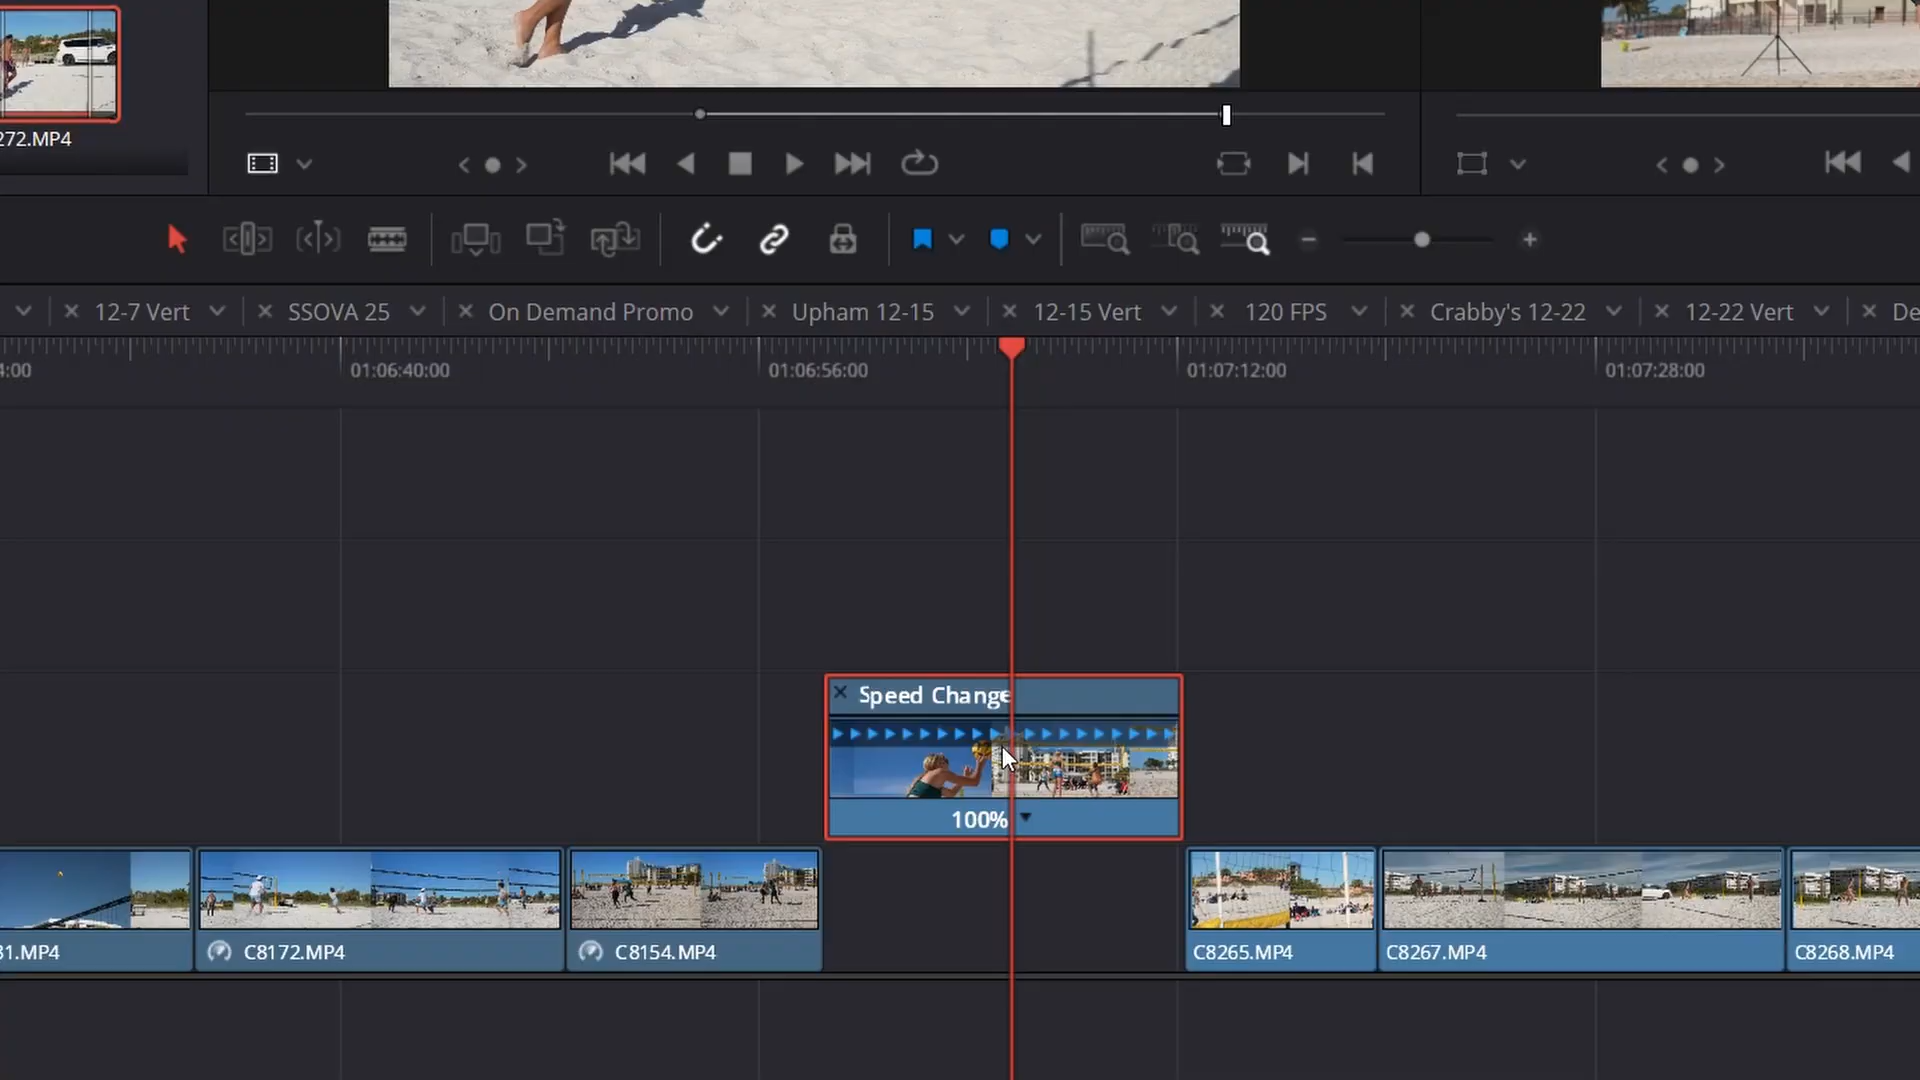 272.MP4
12-7 Vert
SSOVA 25
On Demand Promo
Upham 12-15
12-15 Vert
120 FPS
Crabby's 12-22
12-22 Vert
De
4:00
01:06:40:00
01:06:56:00
01:07:12:00
01:07:28:00
Speed Change
100%
81.MP4
C8172.MP4
C8154.MP4
C8265.MP4
C8267.MP4
C8268.MP4